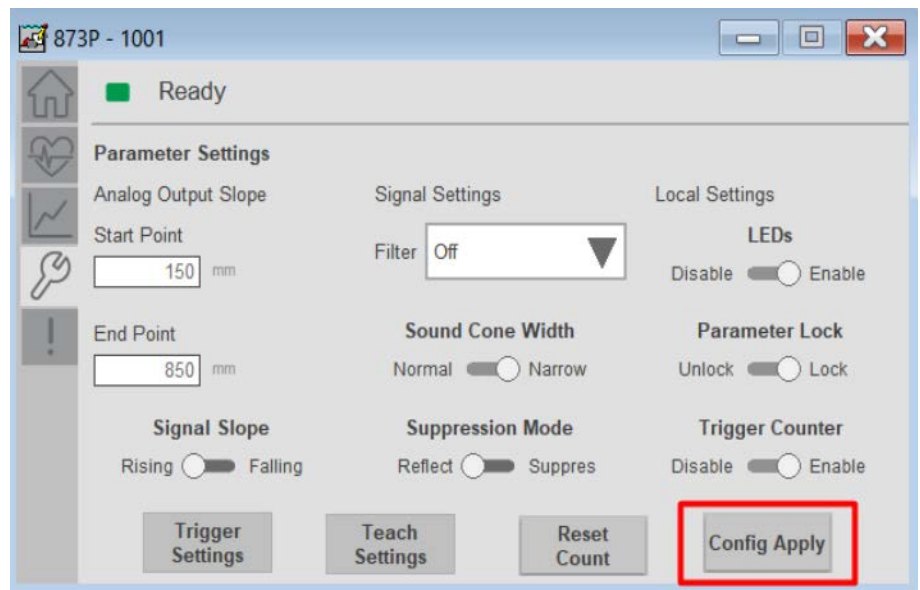 873P - 1001
Ready
Parameter Settings
Analog Output Slope
Signal Settings
Local Settings
Start Point
150 mm
Filter Off
LEDs
Disable Enable
End Point
850 mm
Sound Cone Width
Normal Narrow
Parameter Lock
Unlock Lock
Signal Slope
Rising Falling
Suppression Mode
Reflect Suppres
Trigger Counter
Disable Enable
Trigger
Settings
Teach
Settings
Reset
Count
Config Apply